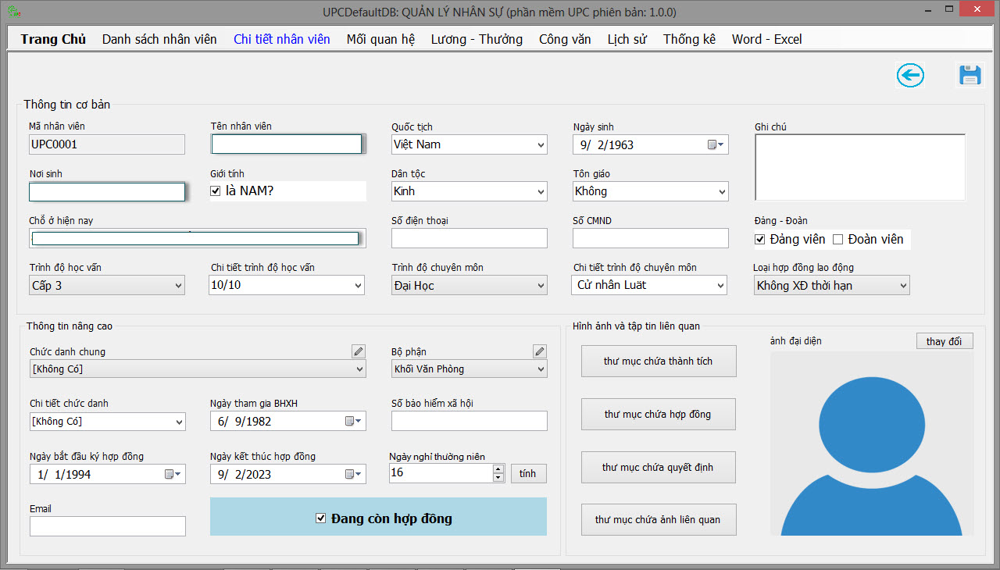 UPCDefaultDB: QUẢN LÝ NHÂN SỰ (phần mềm UPC phiên bản: 1.0.0)
Trang Chủ Danh sách nhân viên Chi tiết nhân viên Mối quan hệ Lương - Thưởng Công văn Lịch sử Thống kê Word - Excel
Thông tin cơ bản
Mã nhân viên Tên nhân viên Quốc tịch Ngày sinh Ghi chú
UPC0001 Việt Nam 9/ 2/1963
Nơi sinh Giới tính Dân tộc Tôn giáo
là NAM? Kinh Không
Chỗ ở hiện nay Số điện thoại Số CMND Đảng - Đoàn
Đảng viên Đoàn viên
Trình độ học vấn Chi tiết trình độ học vấn Trình độ chuyên môn Chi tiết trình độ chuyên môn Loại hợp đồng lao động
Cấp 3 10/10 Đại Học Cử nhân Luât Không XĐ thời hạn
Thông tin nâng cao
Chức danh chung Bộ phận
[Không Có] Khối Văn Phòng
Chi tiết chức danh Ngày tham gia BHXH Số bảo hiểm xã hội
[Không Có] 6/ 9/1982
Ngày bắt đầu ký hợp đồng Ngày kết thúc hợp đồng Ngày nghỉ thường niên
1/ 1/1994 9/ 2/2023 16 tính
Email
Đang còn hợp đồng
Hình ảnh và tập tin liên quan
thư mục chứa thành tích
thư mục chứa hợp đồng
thư mục chứa quyết định
thư mục chứa ảnh liên quan
ảnh đại diện thay đổi